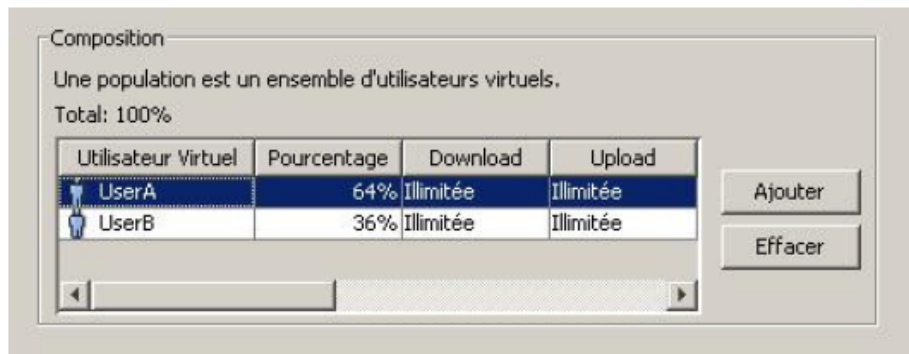 Composition
Une population est un ensemble d'utilisateurs virtuels.
Total: 100%
Utilisateur Virtuel Pourcentage Download Upload
UserA 64% Illimitée Illimitée
UserB 36% Illimitée Illimitée
Ajouter
Effacer